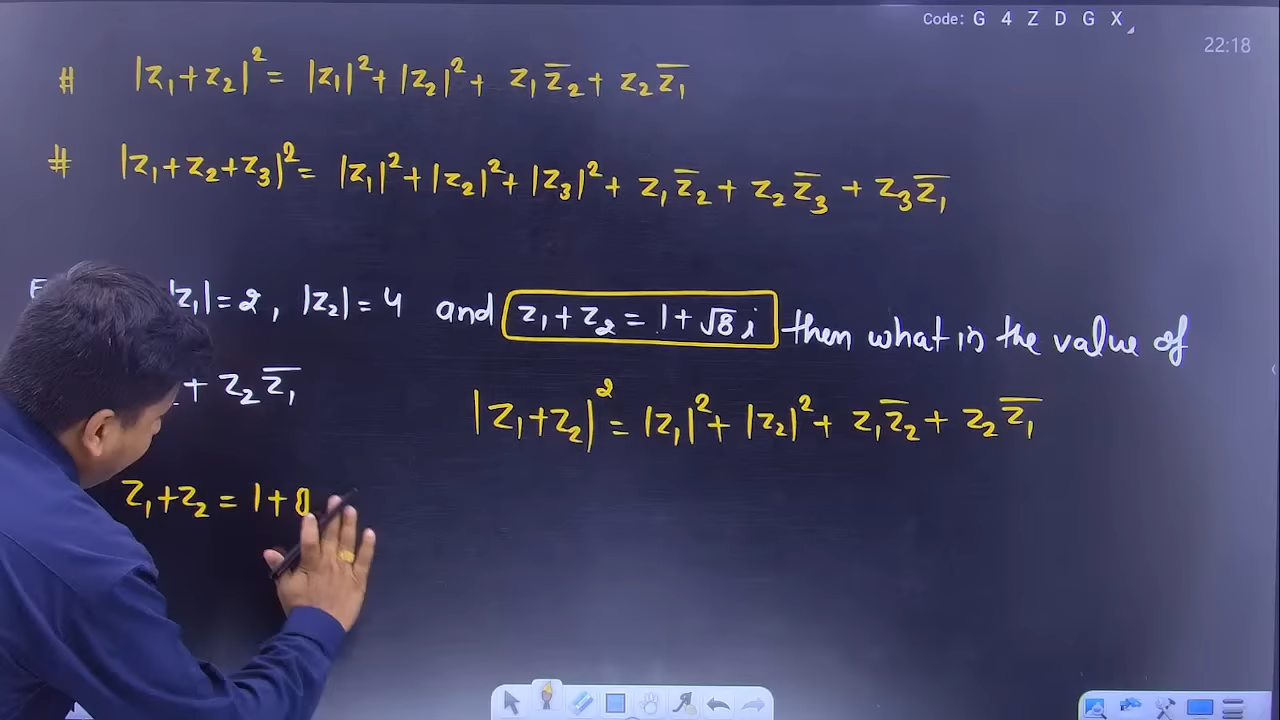 Code: G 4 Z D G X
22:18
# |z₁+z₂|² = |z₁|² + |z₂|² + z₁z̅₂ + z₂z̅₁
# |z₁+z₂+z₃|² = |z₁|² + |z₂|² + |z₃|² + z₁z̅₂ + z₂z̅₃ + z₃z̅₁
|z₁| = 2, |z₂| = 4 and z₁ + z₂ = 1 + √8 i then what is the value of
+ z₂z̅₁
|z₁+z₂|² = |z₁|² + |z₂|² + z₁z̅₂ + z₂z̅₁
z₁+z₂ = 1+